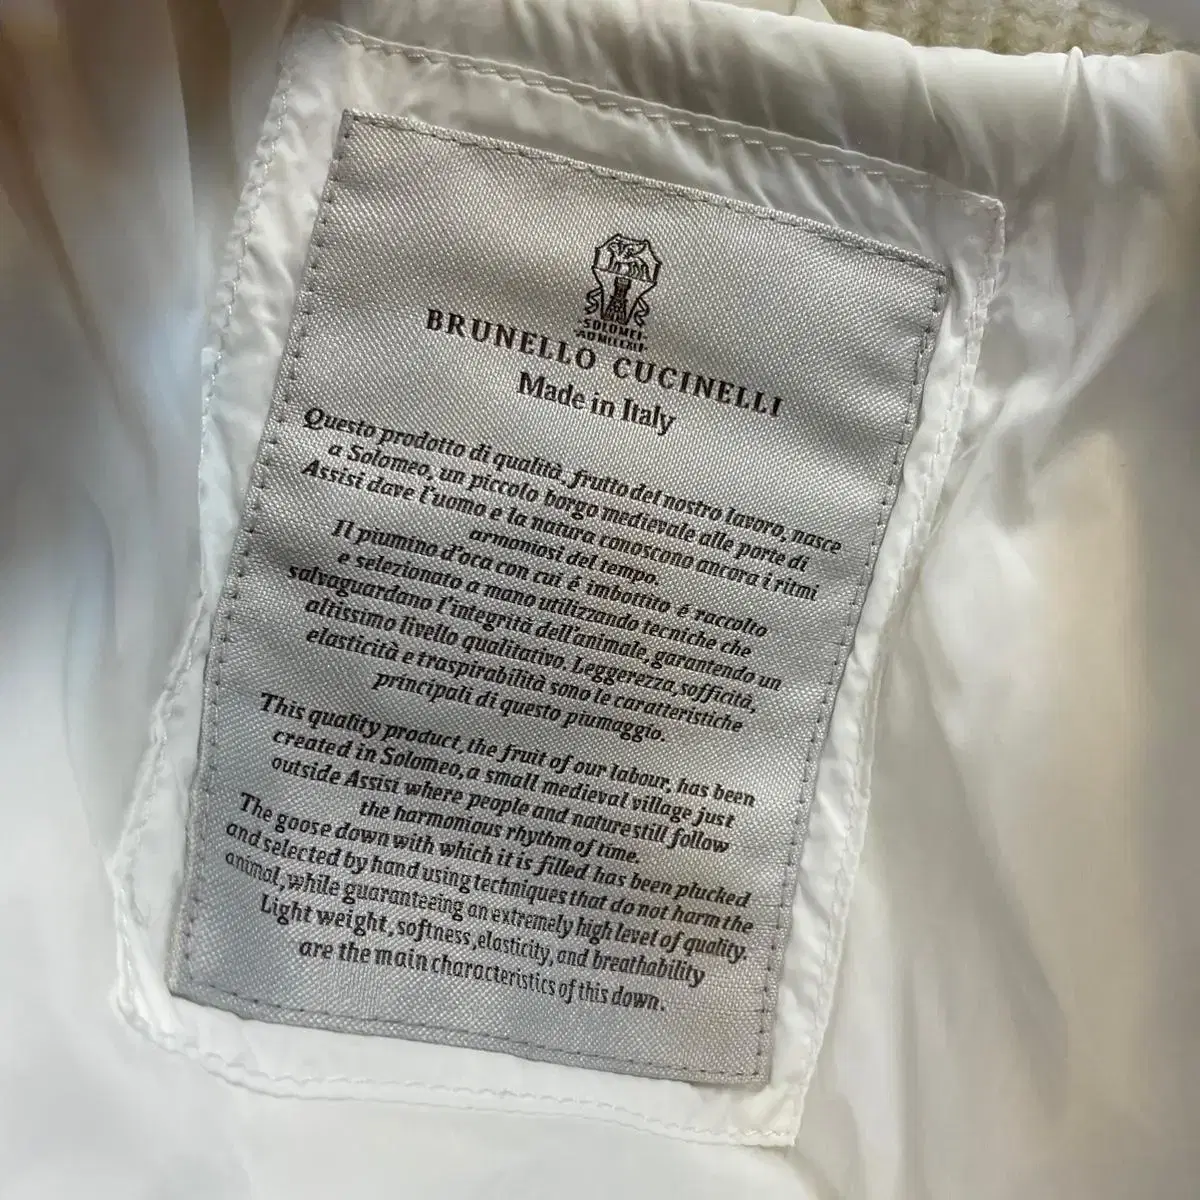 SOLOMEI
BRUNELLO CUCINELLI
Made in Italy
Questo prodotto di qualità, frutto del nostro lavoro, nasce
a Solomeo, un piccolo borgo medievale alle porte di
Assisi dave l'uomo e la natura conoscono ancora i ritmi
armomosi del tempo.
Il piumino d'oca con cui é imbottito é raccolto
e selezionato a mano utilizzando tecniche che
salvaguardano l'integrità dell'animale, garantendo un
altissimo livello qualitativo. Leggerezza, sofficità,
elasticità e traspirabilità sono le caratteristiche
principali di questo piumaggio.
This quality product, the fruit of our labour, has been
created in Solomeo, a small medieval village just
outside Assisi where people and nature still follow
the harmonious rhythm of time.
The goose down with which it is filled has been plucked
and selected by hand using techniques that do not harm the
animal, while guaranteeing an extremely high level of quality.
Light weight, softness, elasticity, and breathability
are the main characteristics of this down.